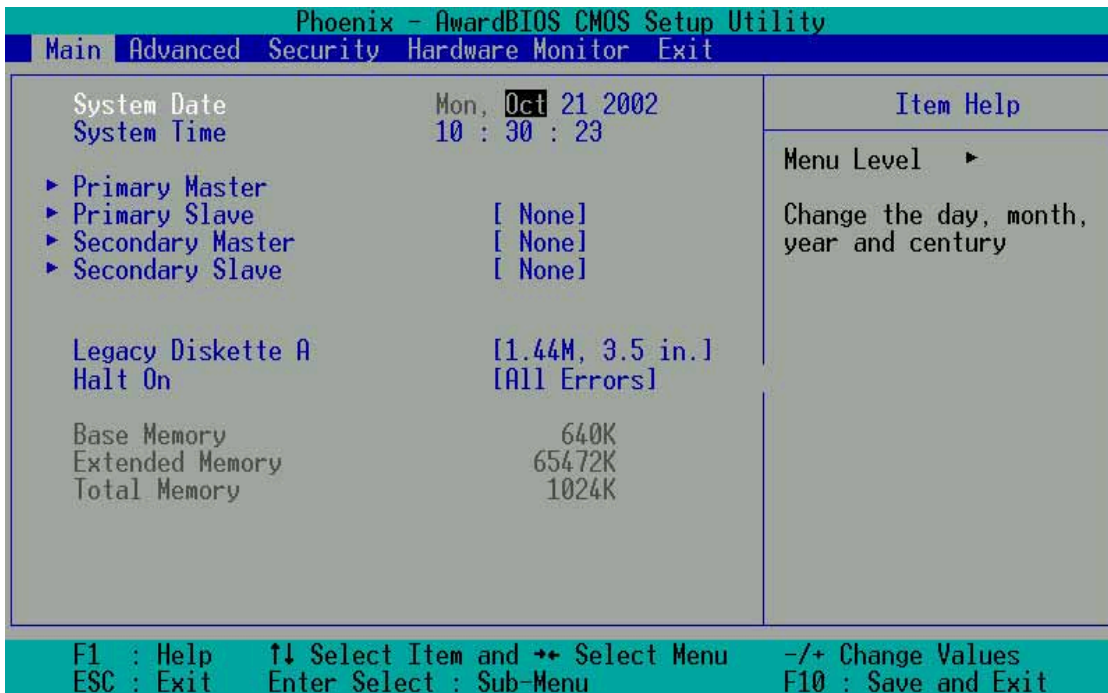 Phoenix - AwardBIOS CMOS Setup Utility
Main Advanced Security Hardware Monitor Exit
System Date Mon, Oct 21 2002
System Time 10 : 30 : 23
Primary Master
Primary Slave [ None]
Secondary Master [ None]
Secondary Slave [ None]
Legacy Diskette A [1.44M, 3.5 in.]
Halt On [All Errors]
Base Memory 640K
Extended Memory 65472K
Total Memory 1024K
Item Help
Menu Level ▸
Change the day, month,
year and century
F1 : Help ↑↓ Select Item and →← Select Menu -/+ Change Values
ESC : Exit Enter Select : Sub-Menu F10 : Save and Exit